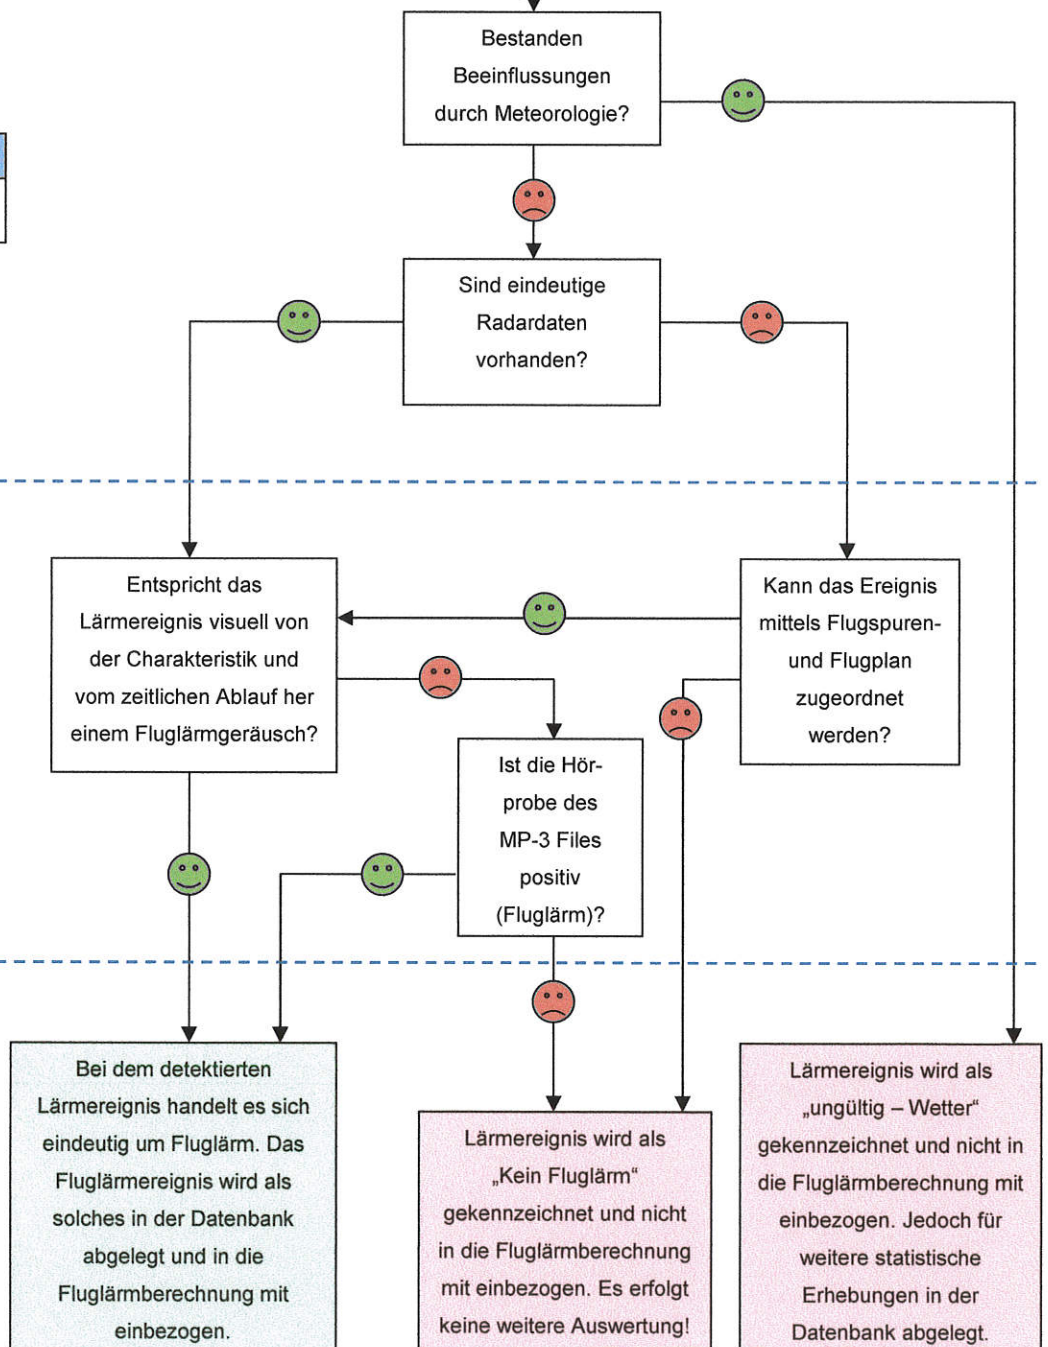 Bestanden
Beeinflussungen
durch Meteorologie?
Sind eindeutige
Radardaten
vorhanden?
Entspricht das
Lärmereignis visuell von
der Charakteristik und
vom zeitlichen Ablauf her
einem Fluglärmgeräusch?
Kann das Ereignis
mittels Flugspuren-
und Flugplan
zugeordnet
werden?
Ist die Hör-
probe des
MP-3 Files
positiv
(Fluglärm)?
Bei dem detektierten
Lärmereignis handelt es sich
eindeutig um Fluglärm. Das
Fluglärmereignis wird als
solches in der Datenbank
abgelegt und in die
Fluglärmberechnung mit
einbezogen.
Lärmereignis wird als
„Kein Fluglärm“
gekennzeichnet und nicht
in die Fluglärmberechnung
mit einbezogen. Es erfolgt
keine weitere Auswertung!
Lärmereignis wird als
„ungültig – Wetter“
gekennzeichnet und nicht in
die Fluglärmberechnung mit
einbezogen. Jedoch für
weitere statistische
Erhebungen in der
Datenbank abgelegt.